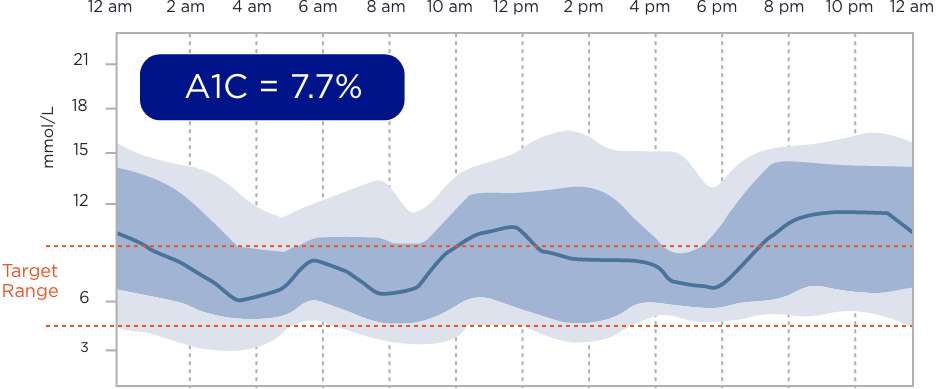 12 am 2 am 4 am 6 am 8 am 10 am 12 pm 2 pm 4 pm 6 pm 8 pm 10 pm 12 am
A1C = 7.7%
mmol/L
21
18
15
12
Target
Range
6
3